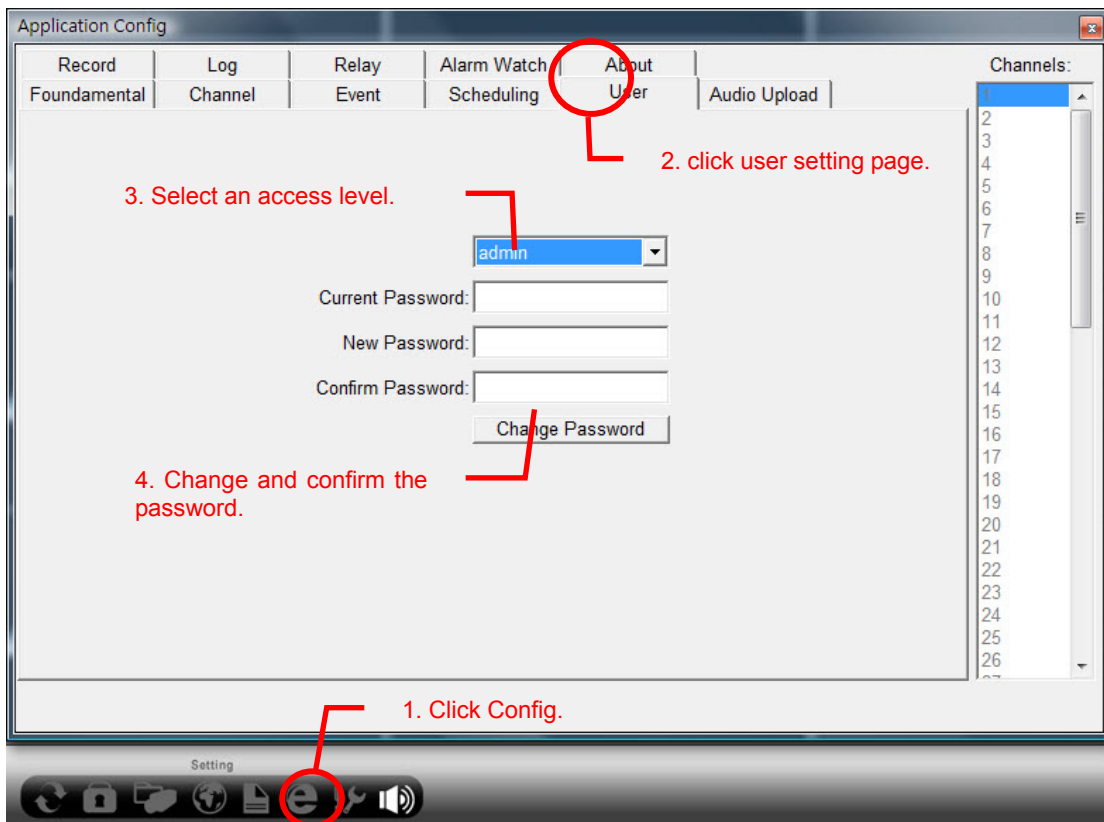 Application Config
Record Log Relay Alarm Watch About
Foundamental Channel Event Scheduling User Audio Upload
Channels:
1
2
3
4
5
6
7
8
9
10
11
12
13
14
15
16
17
18
19
20
21
22
23
24
25
26
27
2. click user setting page.
3. Select an access level.
admin
Current Password:
New Password:
Confirm Password:
Change Password
4. Change and confirm the
password.
1. Click Config.
Setting